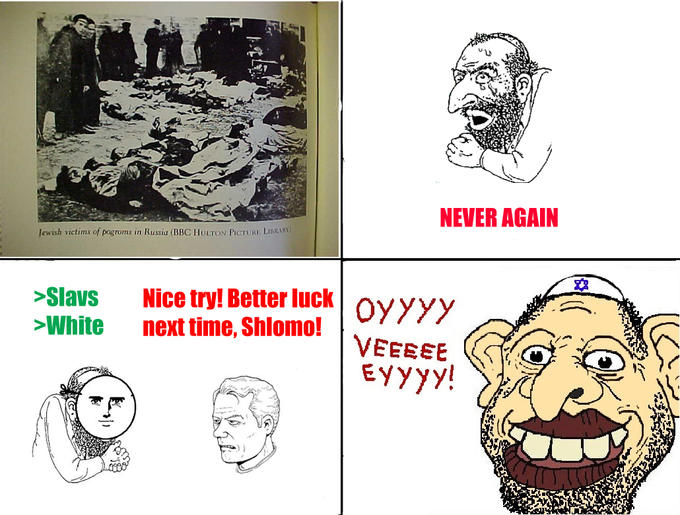 Jewish victims of pogroms in Russia (BBC HULTON PICTURE LIBRARY)
NEVER AGAIN
>Slavs
>White
Nice try! Better luck
next time, Shlomo!
OYYYY
VEEEEE
EYYYY!